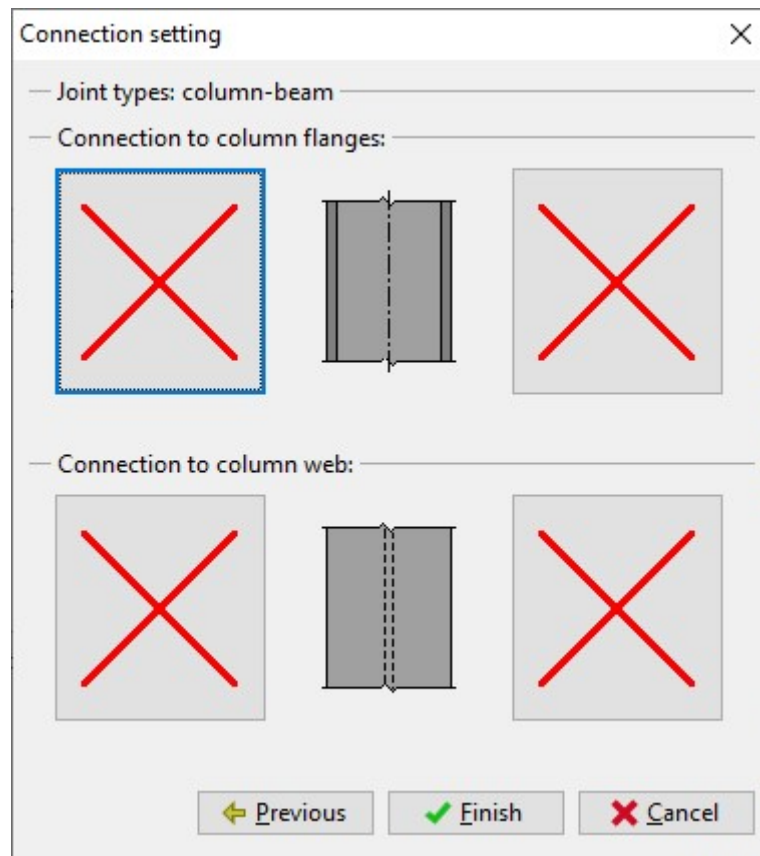 Connection setting
Joint types: column-beam
Connection to column flanges:
Connection to column web:
Previous
Finish
Cancel